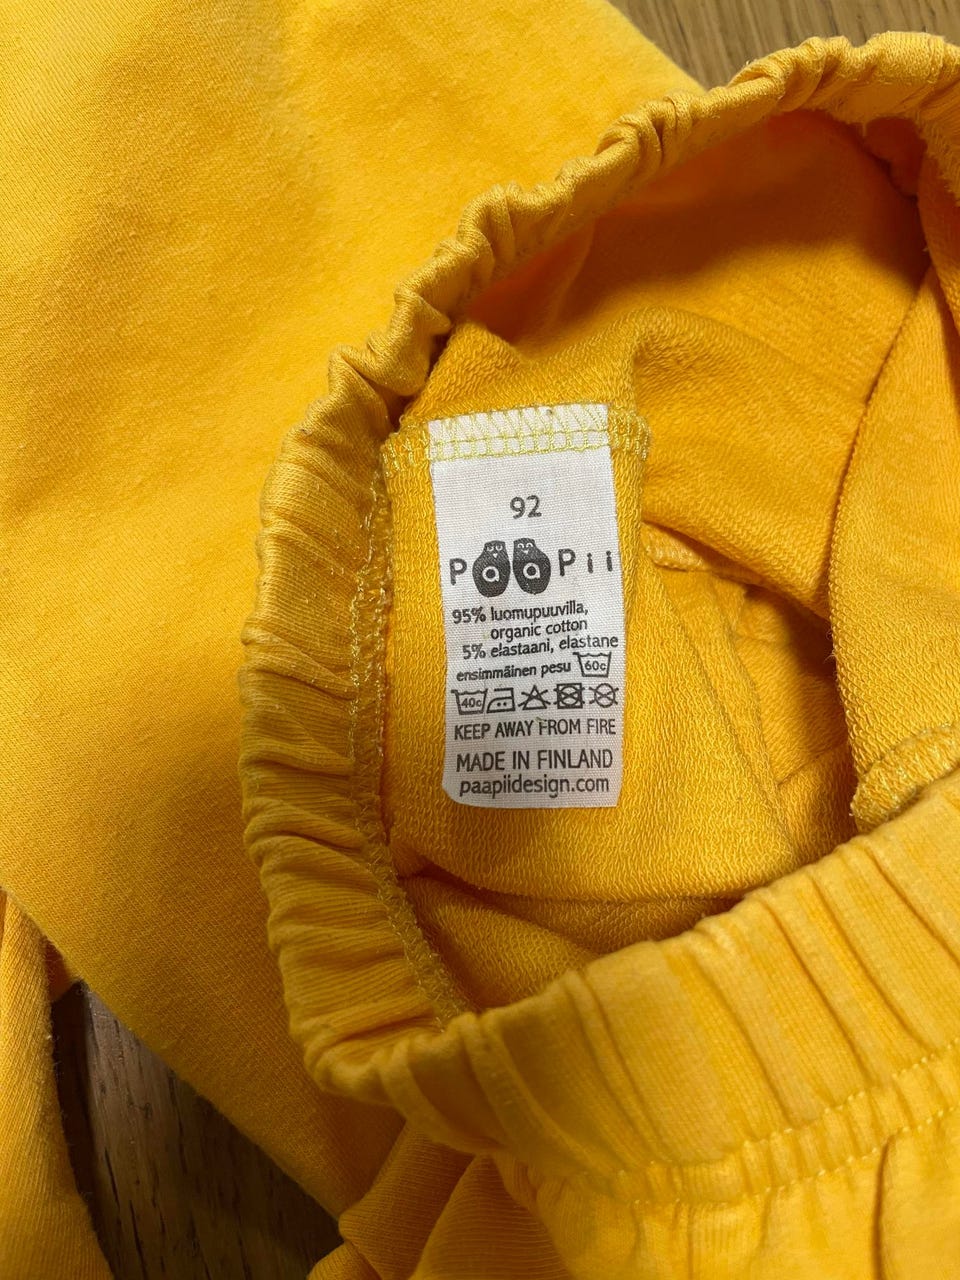 92
PaaPii
95% luomupuuvilla,
organic cotton
5% elastaani, elastane
ensimmäinen pesu 60c
40c
KEEP AWAY FROM FIRE
MADE IN FINLAND
paapiidesign.com